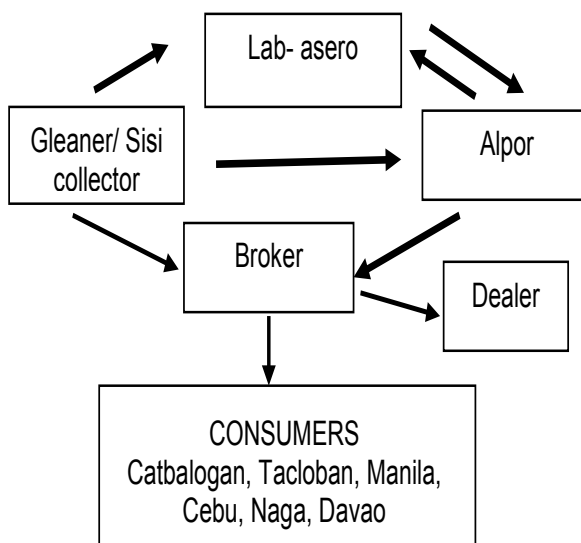 Lab- asero
Gleaner/ Sisi
collector
Alpor
Broker
Dealer
CONSUMERS
Catbalogan, Tacloban, Manila,
Cebu, Naga, Davao